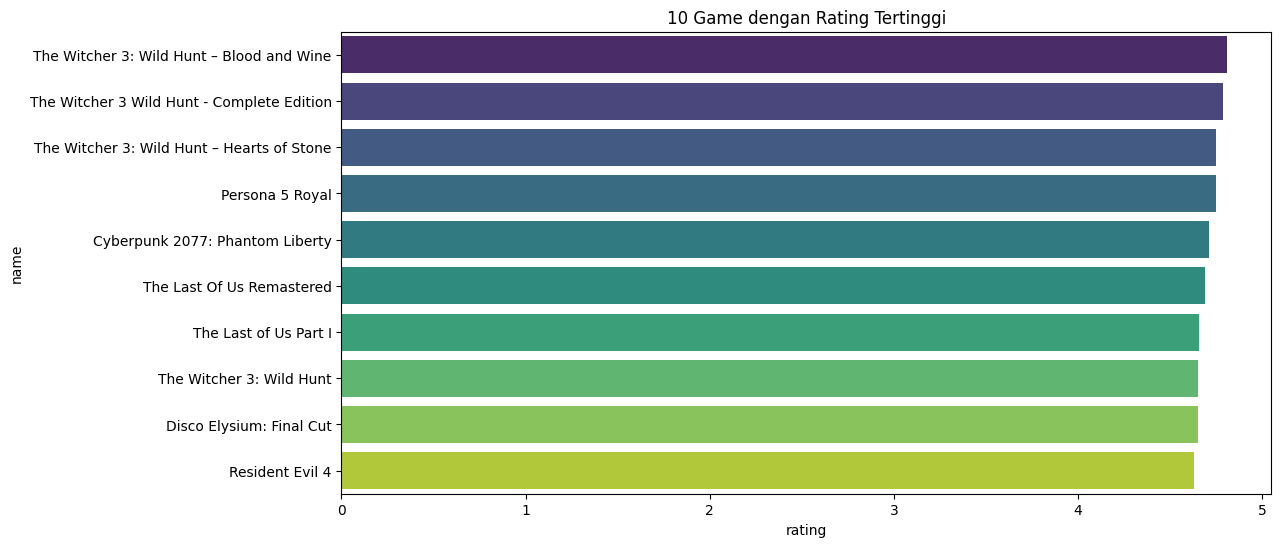 10 Game dengan Rating Tertinggi
name
The Witcher 3: Wild Hunt – Blood and Wine
The Witcher 3 Wild Hunt - Complete Edition
The Witcher 3: Wild Hunt – Hearts of Stone
Persona 5 Royal
Cyberpunk 2077: Phantom Liberty
The Last Of Us Remastered
The Last of Us Part I
The Witcher 3: Wild Hunt
Disco Elysium: Final Cut
Resident Evil 4
0 1 2 3 4 5
rating